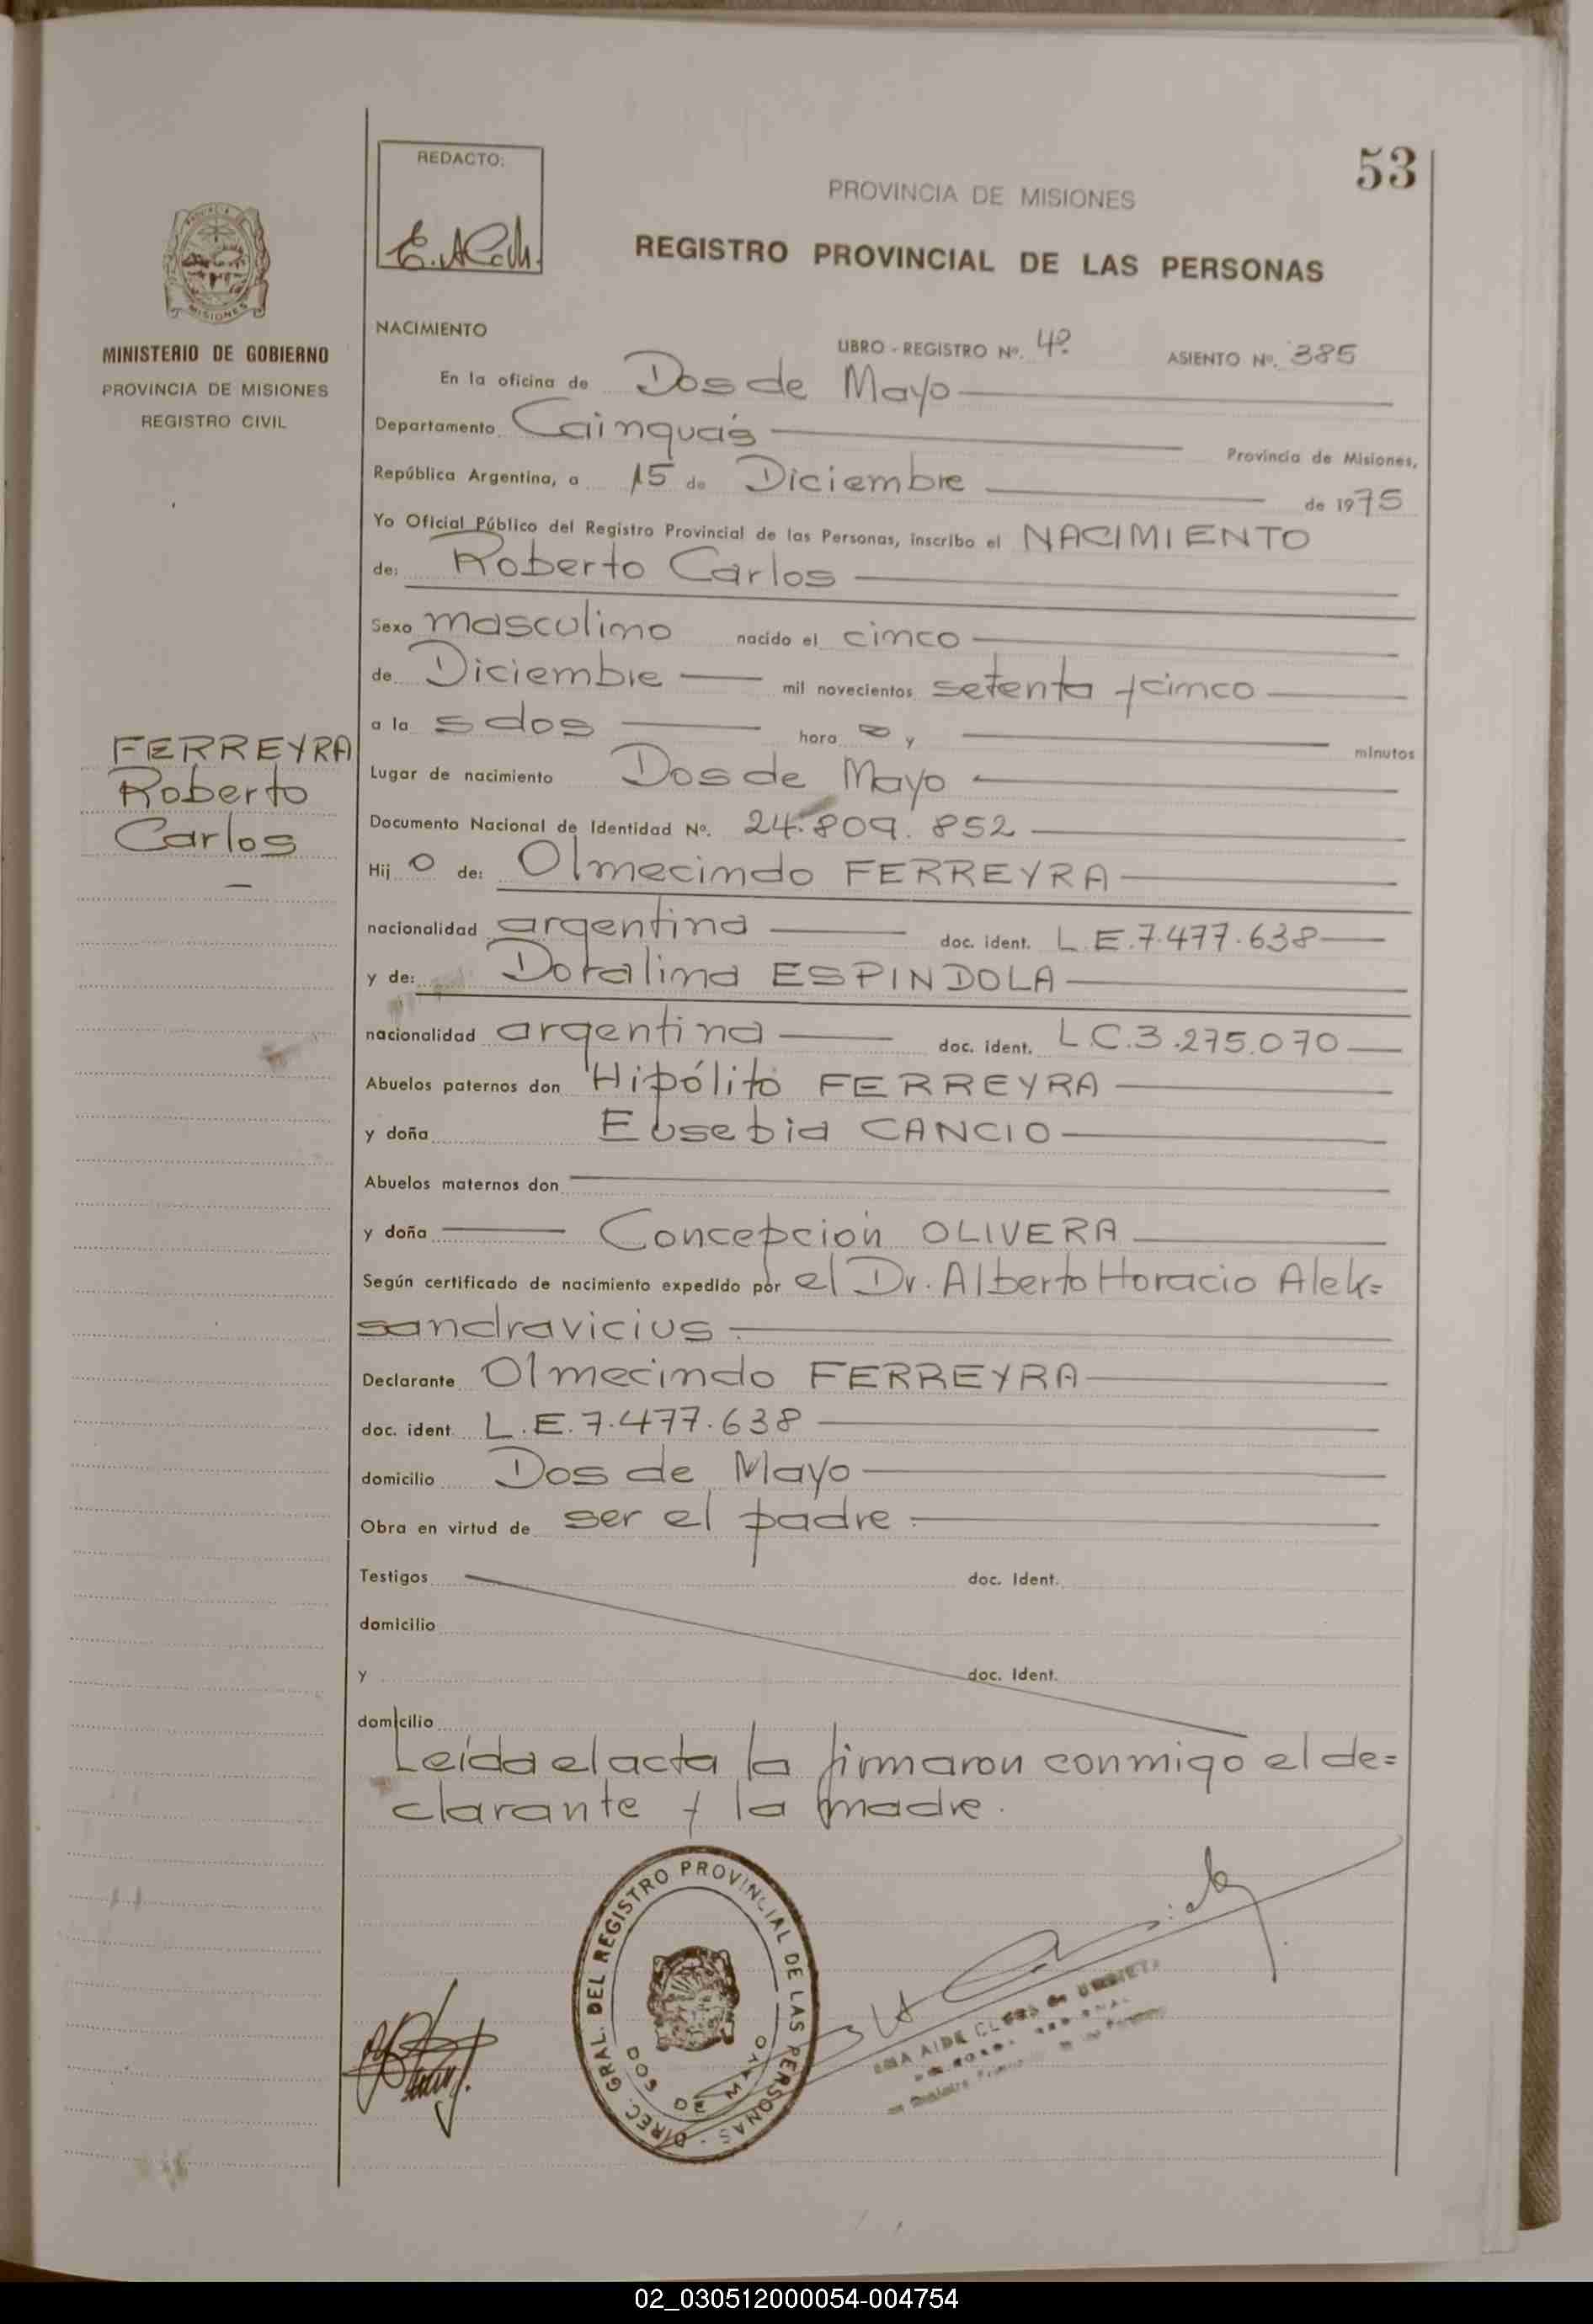 53
REDACTO:
PROVINCIA DE MISIONES
REGISTRO PROVINCIAL DE LAS PERSONAS
MISIONES
MINISTERIO DE GOBIERNO
PROVINCIA DE MISIONES
REGISTRO CIVIL
FERREYRA
Roberto
Carlos
NACIMIENTO
LIBRO - REGISTRO Nº. 4º ASIENTO Nº. 385
En la oficina de Dos de Mayo
Departamento Cainguás Provincia de Misiones,
República Argentina, a 15 de Diciembre de 1975
Yo Oficial Público del Registro Provincial de las Personas, inscribo el NACIMIENTO
de: Roberto Carlos
Sexo masculino nacido el cinco
de Diciembre mil novecientos setenta y cinco
a la s dos hora y minutos
Lugar de nacimiento Dos de Mayo
Documento Nacional de Identidad Nº. 24.809.852
Hij o de: Olmecindo FERREYRA
nacionalidad argentina doc. ident. L.E.7.477.638
y de: Doralina ESPINDOLA
nacionalidad argentina doc. ident. L.C.3.275.070
Abuelos paternos don Hipólito FERREYRA
y doña Eusebia CANCIO
Abuelos maternos don
y doña Concepción OLIVERA
Según certificado de nacimiento expedido por el Dr. Alberto Horacio Alek=
sandravicius.
Declarante Olmecindo FERREYRA
doc. ident. L.E.7.477.638
domicilio Dos de Mayo
Obra en virtud de ser el padre.
Testigos doc. Ident.
domicilio
y doc. Ident.
domicilio
Leída el acta la firmaron conmigo el de=
clarante y la madre.
DIREC. GRAL. DEL REGISTRO PROVINCIAL DE LAS PERSONAS -
DOS DE MAYO
AIDE
02_030512000054-004754